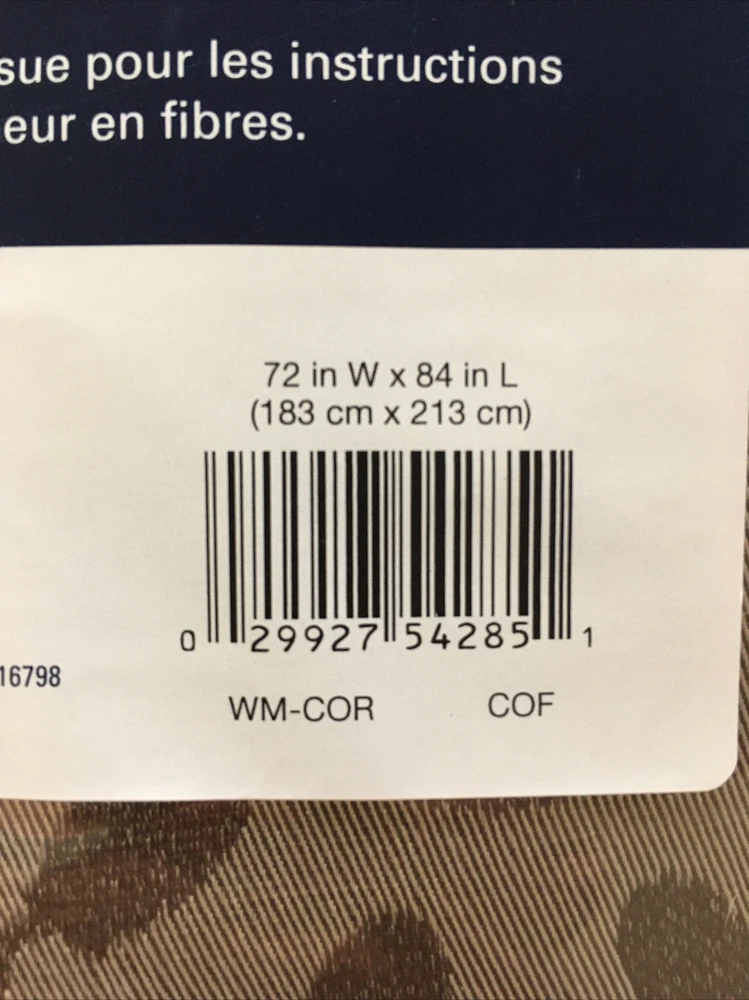 sue pour les instructions
eur en fibres.
72 in W x 84 in L
(183 cm x 213 cm)
0 29927 54285 1
16798
WM-COR COF